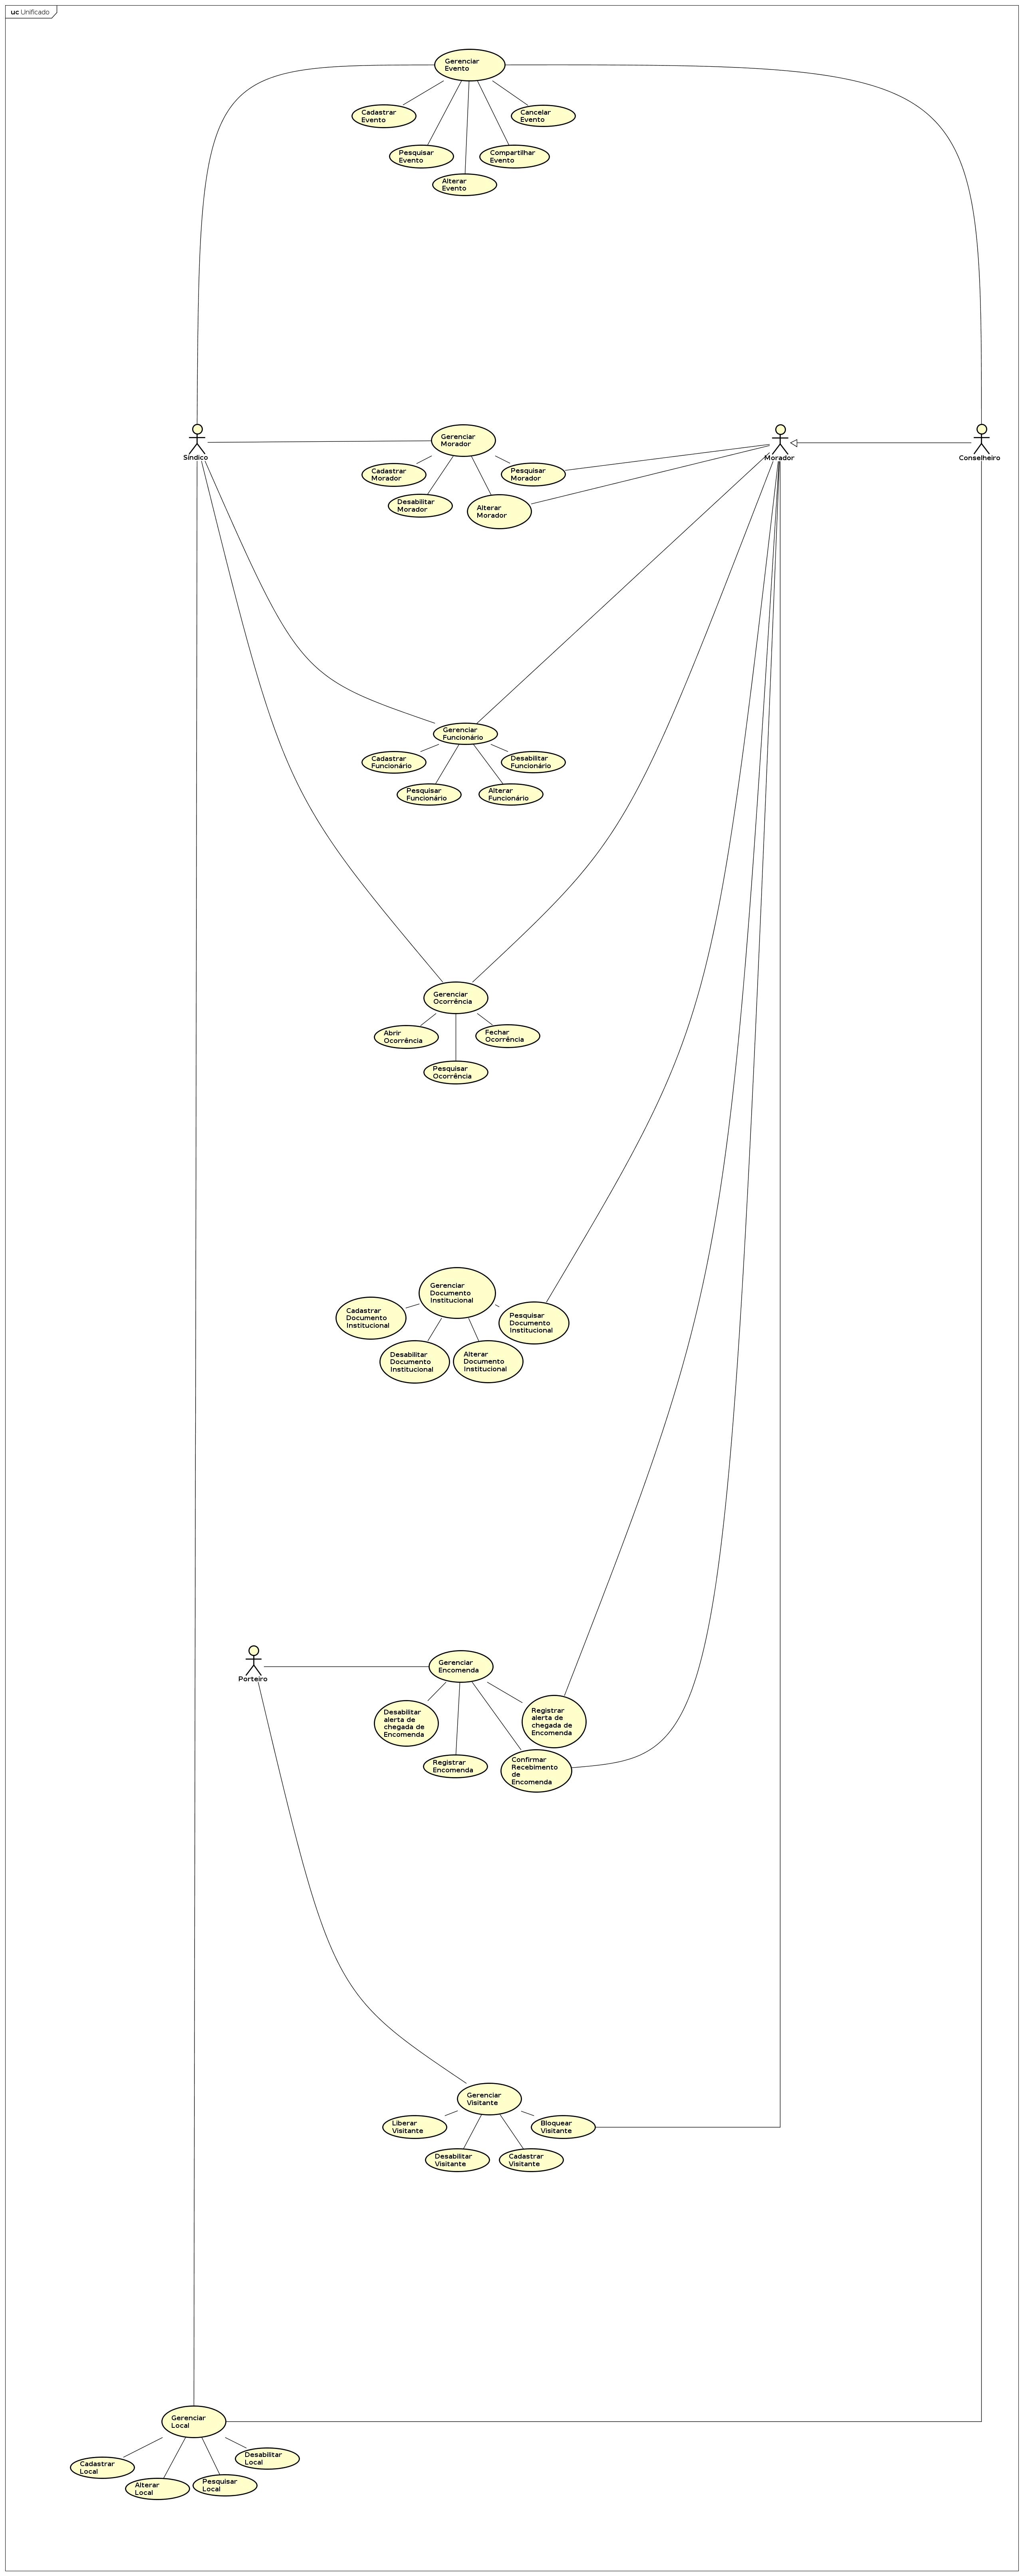 uc Unificado
Gerenciar
Evento
Cadastrar
Evento
Cancelar
Evento
Pesquisar
Evento
Compartilhar
Evento
Alterar
Evento
Síndico
Gerenciar
Morador
Morador
Conselheiro
Cadastrar
Morador
Pesquisar
Morador
Desabilitar
Morador
Alterar
Morador
Gerenciar
Funcionário
Cadastrar
Funcionário
Desabilitar
Funcionário
Pesquisar
Funcionário
Alterar
Funcionário
Gerenciar
Ocorrência
Abrir
Ocorrência
Fechar
Ocorrência
Pesquisar
Ocorrência
Gerenciar
Documento
Institucional
Cadastrar
Documento
Institucional
Pesquisar
Documento
Institucional
Desabilitar
Documento
Institucional
Alterar
Documento
Institucional
Porteiro
Gerenciar
Encomenda
Desabilitar
alerta de
chegada de
Encomenda
Registrar
alerta de
chegada de
Encomenda
Registrar
Encomenda
Confirmar
Recebimento
de
Encomenda
Gerenciar
Visitante
Liberar
Visitante
Bloquear
Visitante
Desabilitar
Visitante
Cadastrar
Visitante
Gerenciar
Local
Cadastrar
Local
Desabilitar
Local
Alterar
Local
Pesquisar
Local